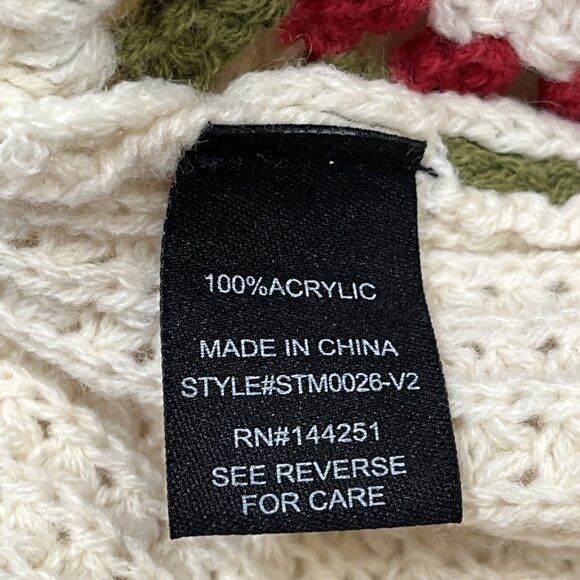 100%ACRYLIC
MADE IN CHINA
STYLE#STM0026-V2
RN#144251
SEE REVERSE
FOR CARE